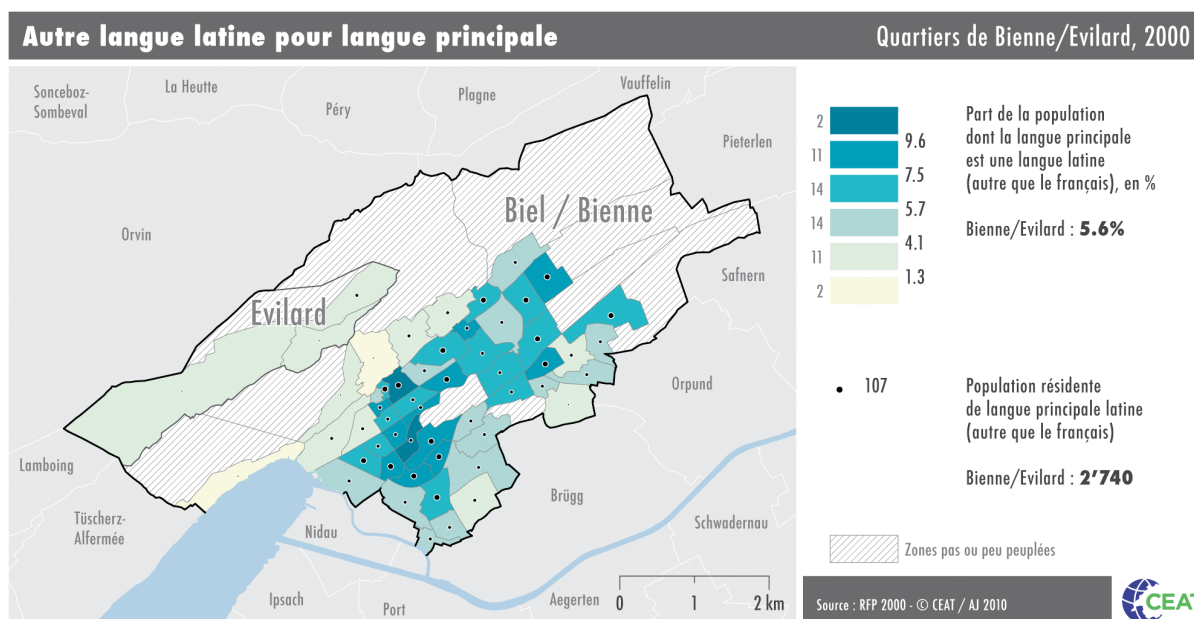 Autre langue latine pour langue principale
Quartiers de Bienne/Evilard, 2000
Sonceboz-
Sombeval
La Heutte
Péry
Plagne
Vauffelin
Pieterlen
Orvin
Biel / Bienne
Safnern
Evilard
Orpund
Lamboing
Tüscherz-
Alfermée
Nidau
Brügg
Schwadernau
Ipsach
Port
Aegerten
0 1 2 km
2
9.6
11
7.5
14
5.7
14
4.1
11
1.3
2
Part de la population
dont la langue principale
est une langue latine
(autre que le français), en %
Bienne/Evilard : 5.6%
107
Population résidente
de langue principale latine
(autre que le français)
Bienne/Evilard : 2'740
Zones pas ou peu peuplées
Source : RFP 2000 - © CEAT / AJ 2010
CEAT